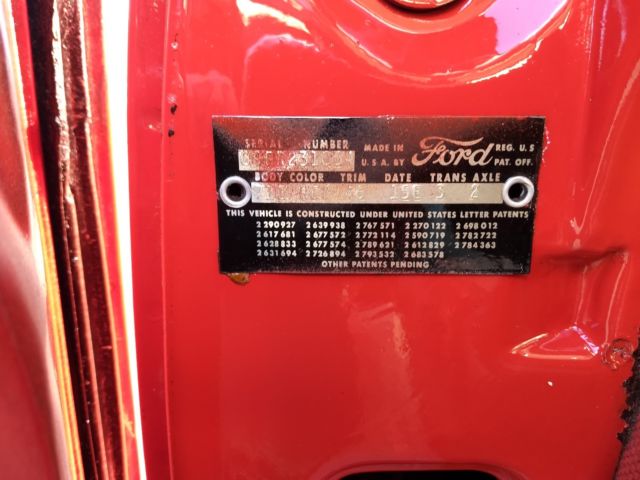 SERIAL NUMBER MADE IN Ford REG. U.S
U.S.A. BY PAT. OFF.
BODY COLOR TRIM DATE TRANS AXLE
15E 3 2
THIS VEHICLE IS CONSTRUCTED UNDER UNITED STATES LETTER PATENTS
2 290927 2 639 938 2 767 571 2 270 122 2 698 012
2 617 681 2 677 572 2 772 114 2 590 719 2 782 722
2 628 833 2 677 574 2 789 621 2 612 829 2 784 363
2 631 694 2 726 894 2 793 532 2 683 578
OTHER PATENTS PENDING